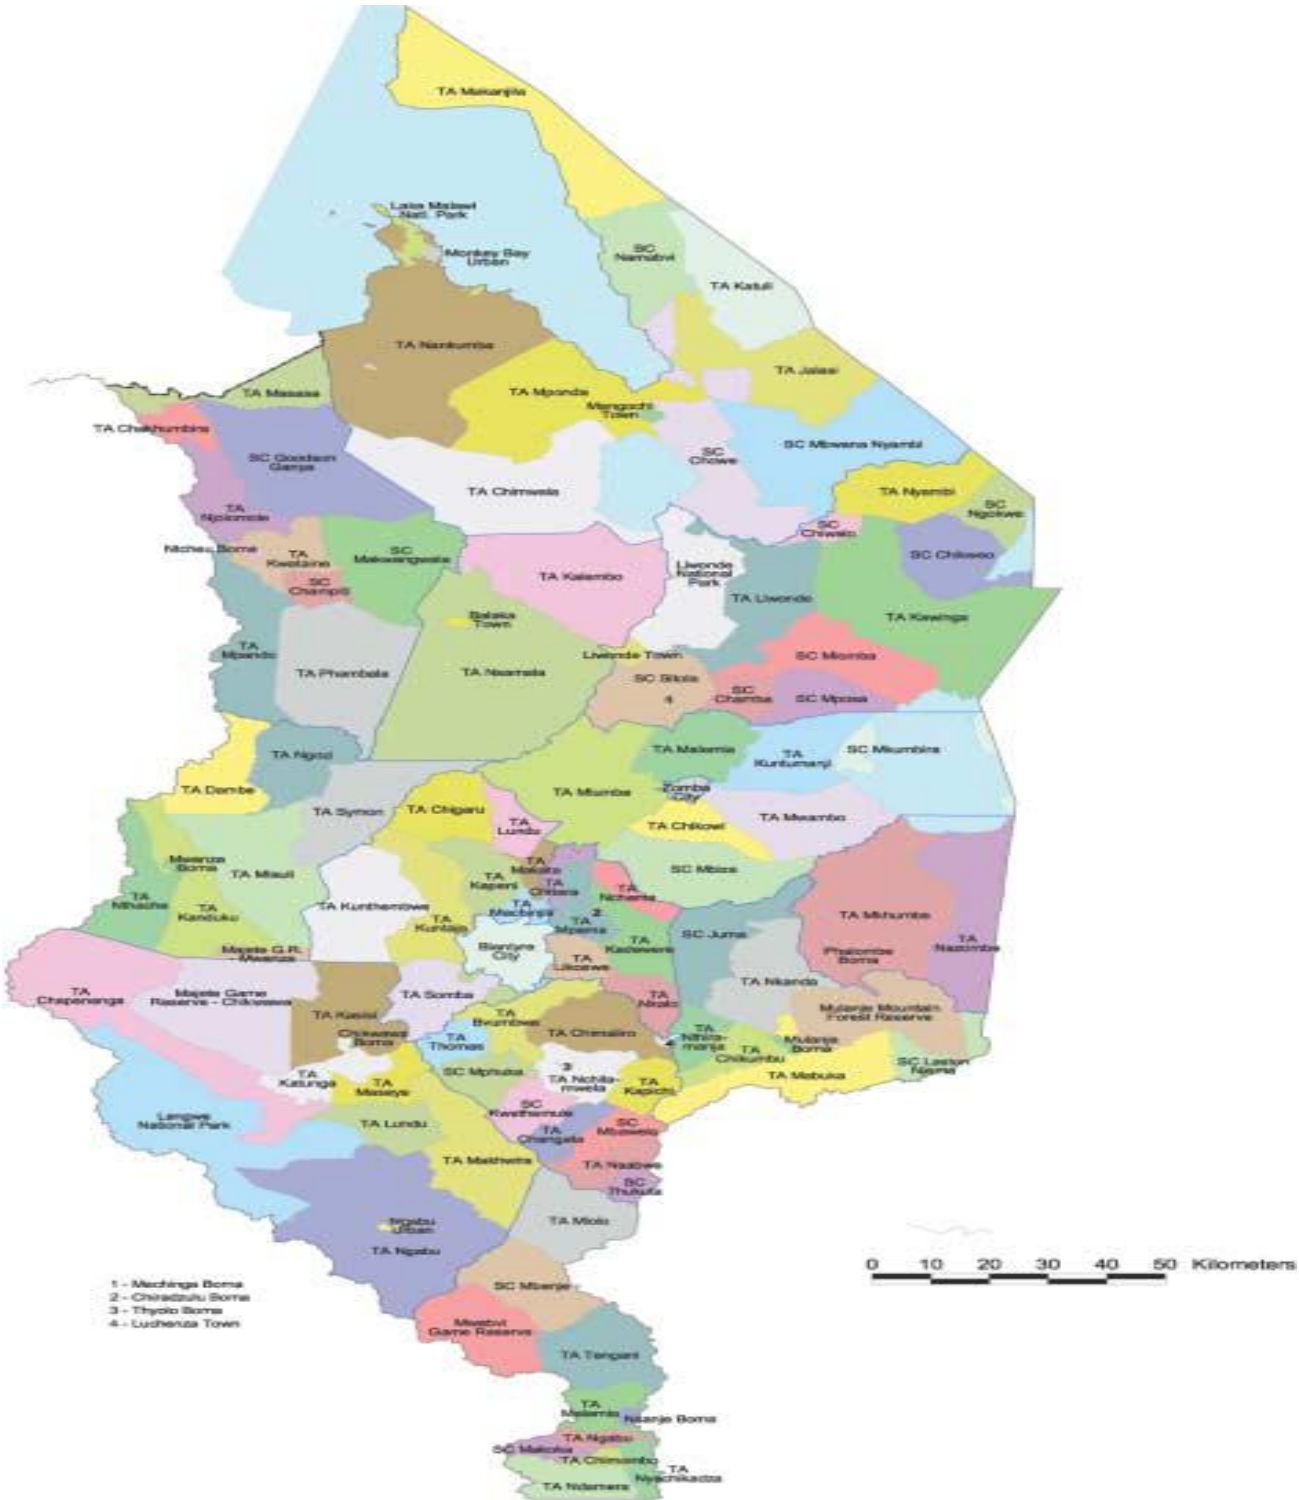 TA Makanjila
Lake Malawi
Natl. Park
Monkey Bay
Urban
SC
Namabvi
TA Katuli
TA Nankumba
TA Jalasi
TA Masasa
TA Mponda
Mangochi
Town
TA Chakhumbira
SC Goodson
Ganya
SC
Chowe
SC Mbwana Nyambi
TA Chimwala
TA Nyambi
SC
Ngokwe
TA
Njolomole
SC
Chiwalo
Ntcheu Boma
TA
Kwataine
SC
Makwangwala
SC Chikweo
SC
Champiti
TA Kalembo
Liwonde
National
Park
TA Liwonde
TA Kawinga
Balaka
Town
TA
Mpando
TA Phambala
TA Nsamala
Liwonde Town
SC Mlomba
SC Sitola
SC
Chamba
SC Mposa
1
TA Ngozi
TA Malemia
TA
Kuntumanji
SC Mkumbira
TA Dambe
TA Mlumbe
Zomba
City
TA Symon
TA Chigaru
TA
Lundu
TA Chikowi
TA Mwambo
Mwanza
Boma
TA Mlauli
TA
Kapeni
TA
Makata
TA
Chitera
SC Mbiza
TA
Nthache
TA
Kanduku
TA Kunthembwe
TA
Machinjiri
TA
Nchema
TA
Kuntaja
2
TA
Mpama
TA Mkhumba
SC Juma
TA
Nazombe
Majete G.R.
- Mwanza
Blantyre
City
TA
Likoswe
TA
Kadewere
Phalombe
Boma
TA
Chapananga
Majete Game
Reserve - Chikwawa
TA Somba
TA Nkanda
TA
Nkalo
TA Kasisi
TA
Bvumbwe
TA Chimaliro
Mulanje Mountain
Forest Reserve
Chikwawa
Boma
TA
Thomas
4
TA
Nthira-
manja
TA
Chikumbu
Mulanje
Boma
SC Laston
Njema
TA
Katunga
TA
Maseya
SC Mphuka
3
TA Nchila-
mwela
TA
Kapichi
TA Mabuka
Lengwe
National Park
TA Lundu
SC
Kwethemule
TA
Changata
SC
Mbawela
TA Makhwira
TA Nsabwe
SC
Thukuta
Ngabu
Urban
TA Mlolo
TA Ngabu
SC Mbenje
0 10 20 30 40 50 Kilometers
1 - Machinga Boma
2 - Chiradzulu Boma
3 - Thyolo Boma
4 - Luchenza Town
Mwabvi
Game Reserve
TA Tengani
TA
Malemia
Nsanje Boma
TA Ngabu
SC Makoka
TA Chimombo
TA
Nyachikadza
TA Ndamera